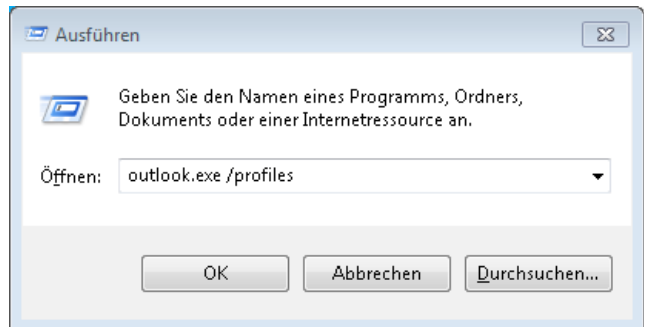 Ausführen
Geben Sie den Namen eines Programms, Ordners,
Dokuments oder einer Internetressource an.
Öffnen: outlook.exe /profiles
OK Abbrechen Durchsuchen...